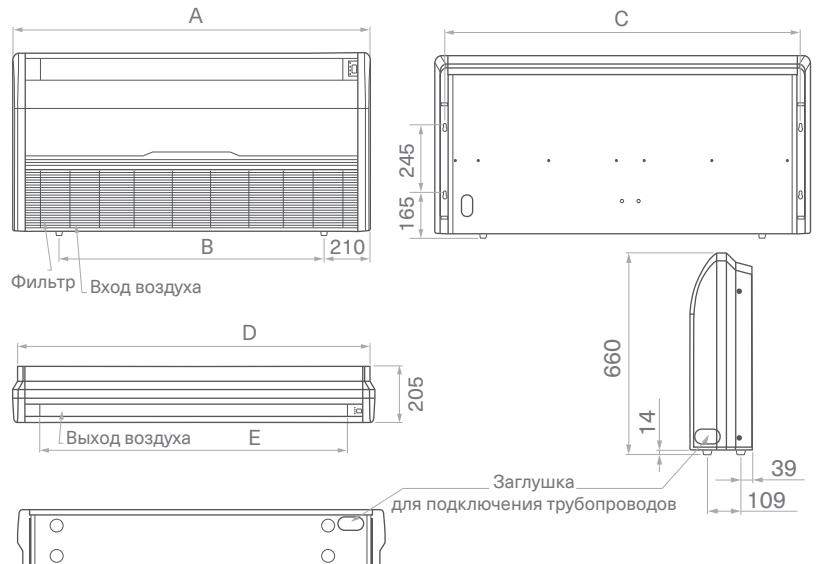 A
C
245
165
B
210
Фильтр
Вход воздуха
D
205
Выход воздуха
E
660
14
39
109
Заглушка
для подключения трубопроводов